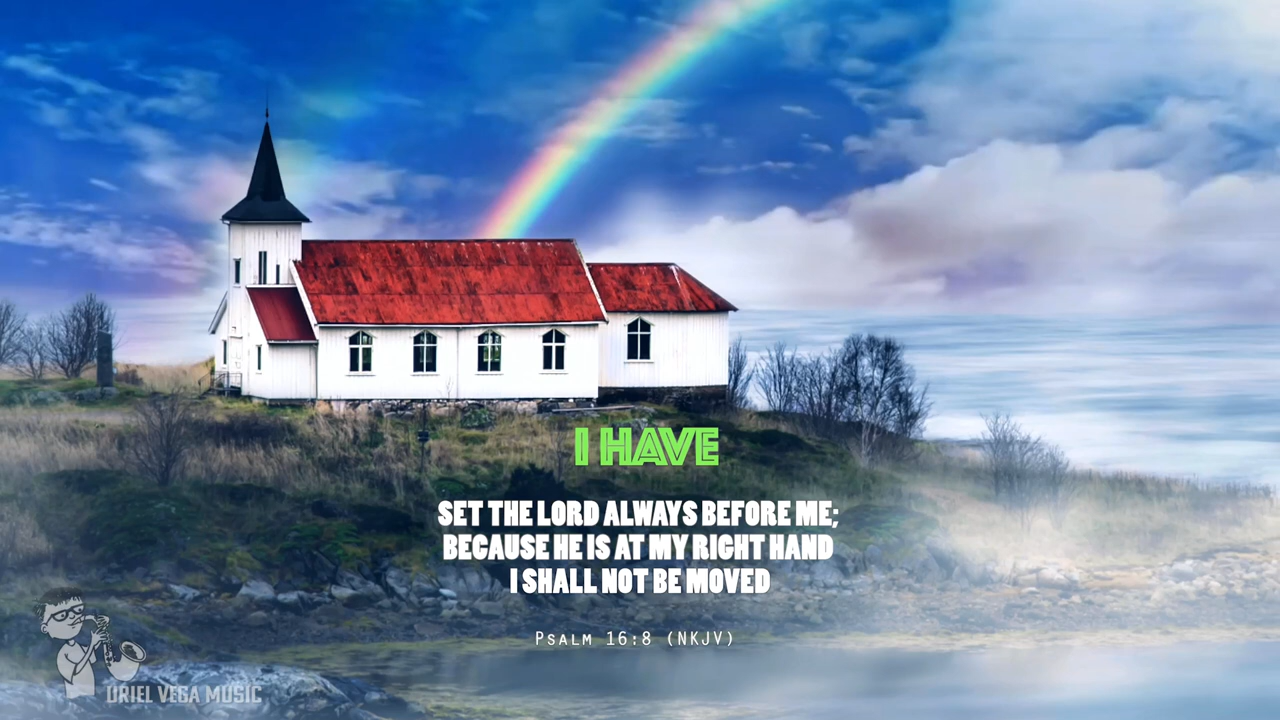 I HAVE
SET THE LORD ALWAYS BEFORE ME;
BECAUSE HE IS AT MY RIGHT HAND
I SHALL NOT BE MOVED
PSALM 16:8 (NKJV)
URIEL VEGA MUSIC